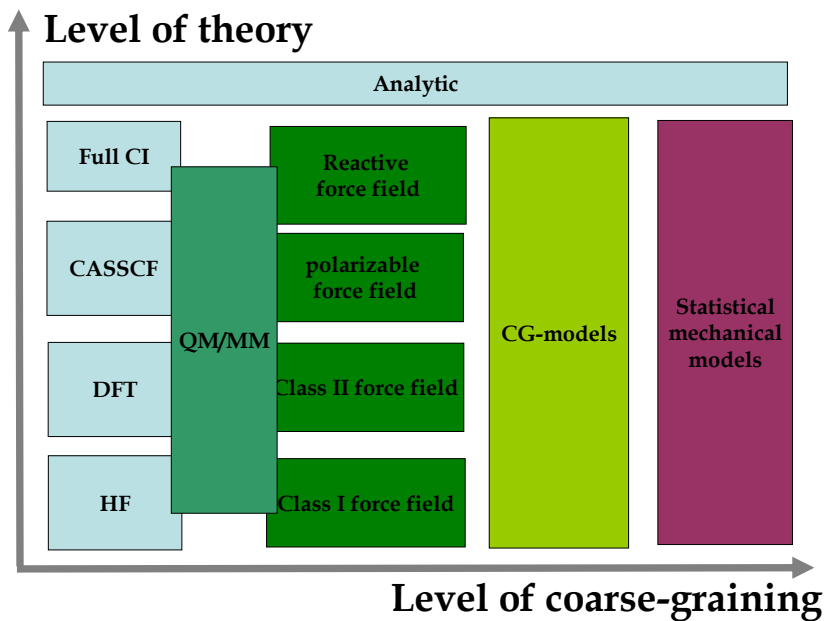 Level of theory
Analytic
Full CI
Reactive
force field
CASSCF
polarizable
force field
QM/MM
CG-models
Statistical
mechanical
models
DFT
Class II force field
HF
Class I force field
Level of coarse-graining